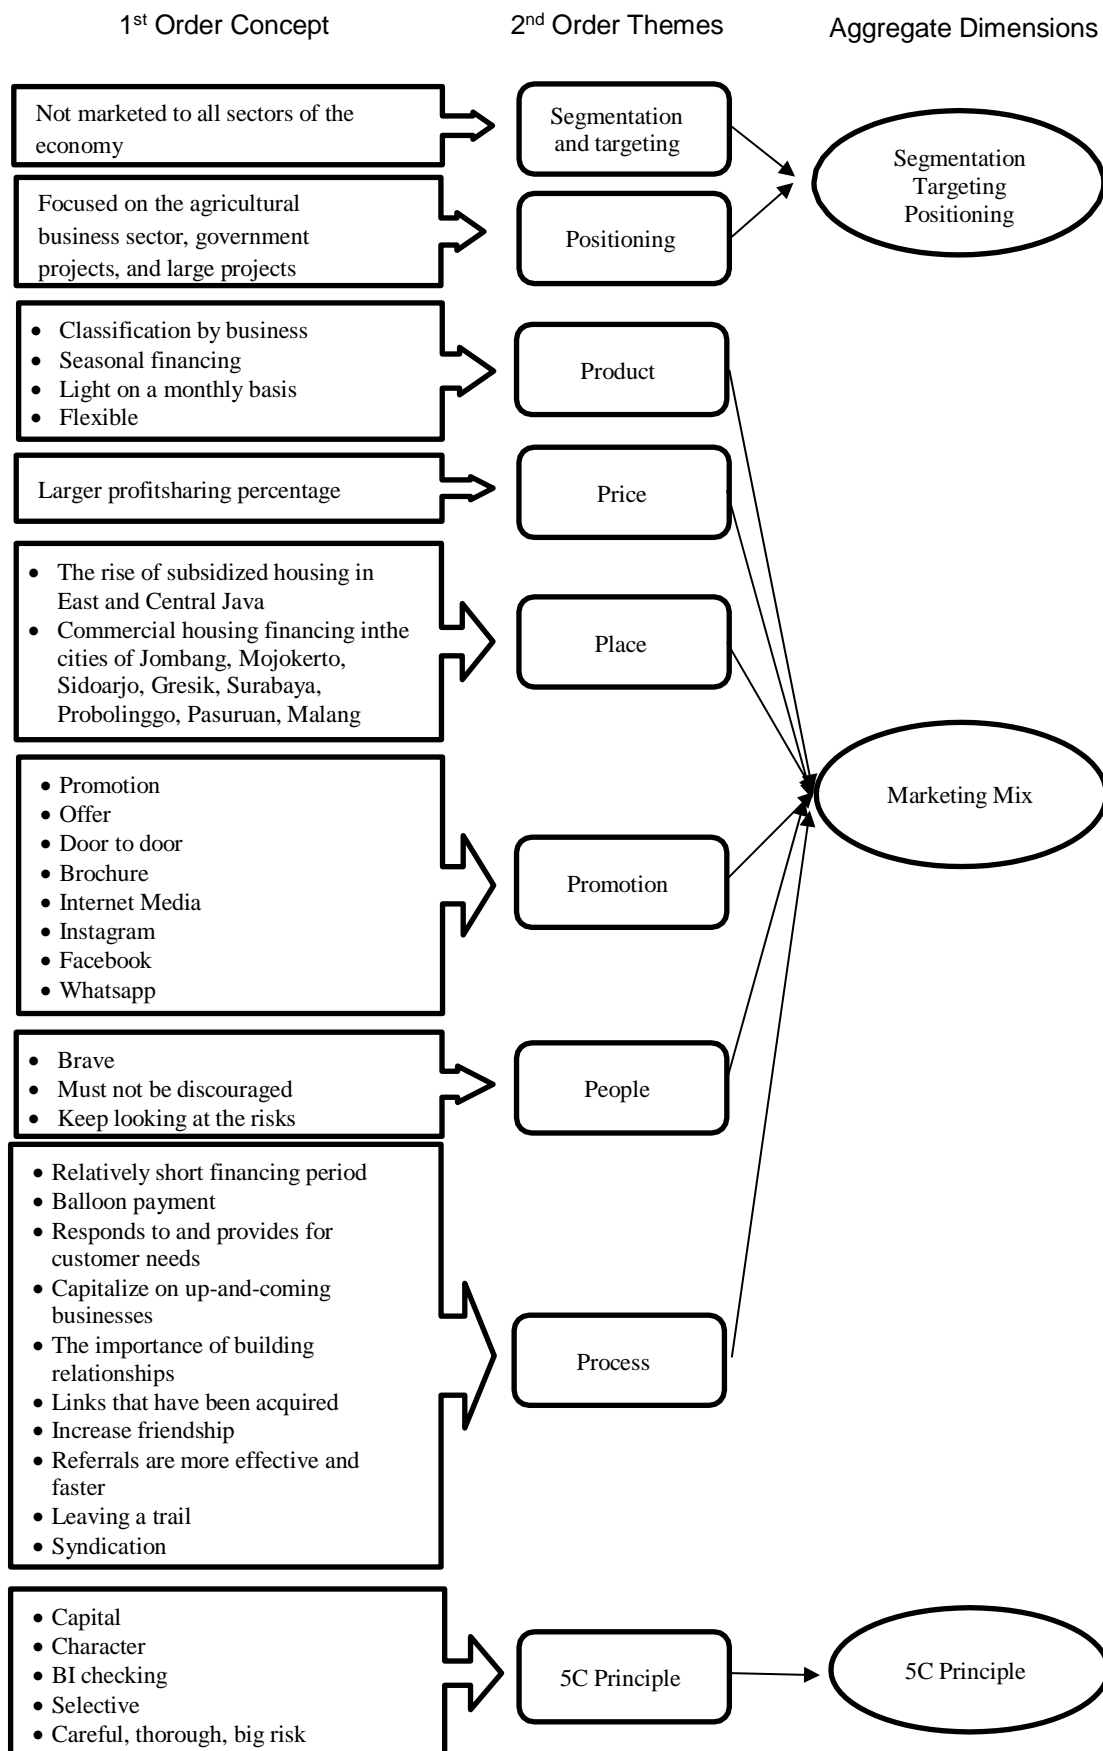 1st Order Concept
2nd Order Themes
Aggregate Dimensions
Not marketed to all sectors of the
economy
Segmentation
and targeting
Segmentation
Targeting
Positioning
Focused on the agricultural
business sector, government
projects, and large projects
Positioning
• Classification by business
• Seasonal financing
• Light on a monthly basis
• Flexible
Product
Larger profitsharing percentage
Price
• The rise of subsidized housing in
East and Central Java
• Commercial housing financing inthe
cities of Jombang, Mojokerto,
Sidoarjo, Gresik, Surabaya,
Probolinggo, Pasuruan, Malang
Place
Marketing Mix
• Promotion
• Offer
• Door to door
• Brochure
• Internet Media
• Instagram
• Facebook
• Whatsapp
Promotion
• Brave
• Must not be discouraged
• Keep looking at the risks
People
• Relatively short financing period
• Balloon payment
• Responds to and provides for
customer needs
• Capitalize on up-and-coming
businesses
• The importance of building
relationships
• Links that have been acquired
• Increase friendship
• Referrals are more effective and
faster
• Leaving a trail
• Syndication
Process
• Capital
• Character
• BI checking
• Selective
• Careful, thorough, big risk
5C Principle
5C Principle